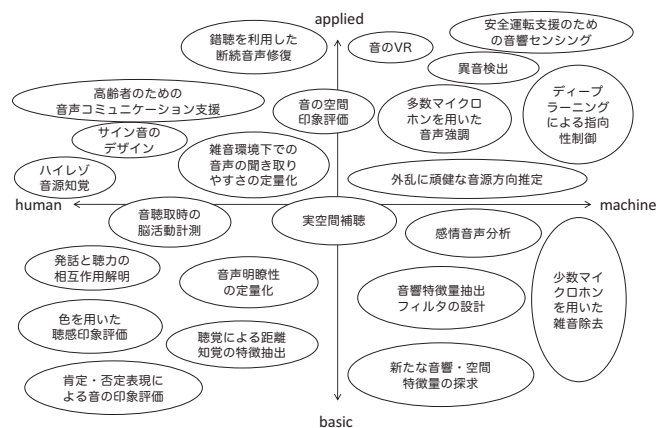 applied
安全運転支援のため
の音響センシング
錯聴を利用した
断続音声修復
音のVR
異音検出
高齢者のための
音声コミュニケーション支援
音の空間
印象評価
多数マイクロ
ホンを用いた
音声強調
ディープ
ラーニング
による指向
性制御
サイン音の
デザイン
雑音環境下での
音声の聞き取り
やすさの定量化
ハイレゾ
音源知覚
外乱に頑健な音源方向推定
human
machine
音聴取時の
脳活動計測
実空間補聴
感情音声分析
発話と聴力の
相互作用解明
音声明瞭性
の定量化
音響特徴量抽出
フィルタの設計
少数マイ
クロホン
を用いた
雑音除去
色を用いた
聴感印象評価
聴覚による距離
知覚の特徴抽出
新たな音響・空間
特徴量の探求
肯定・否定表現に
よる音の印象評価
basic